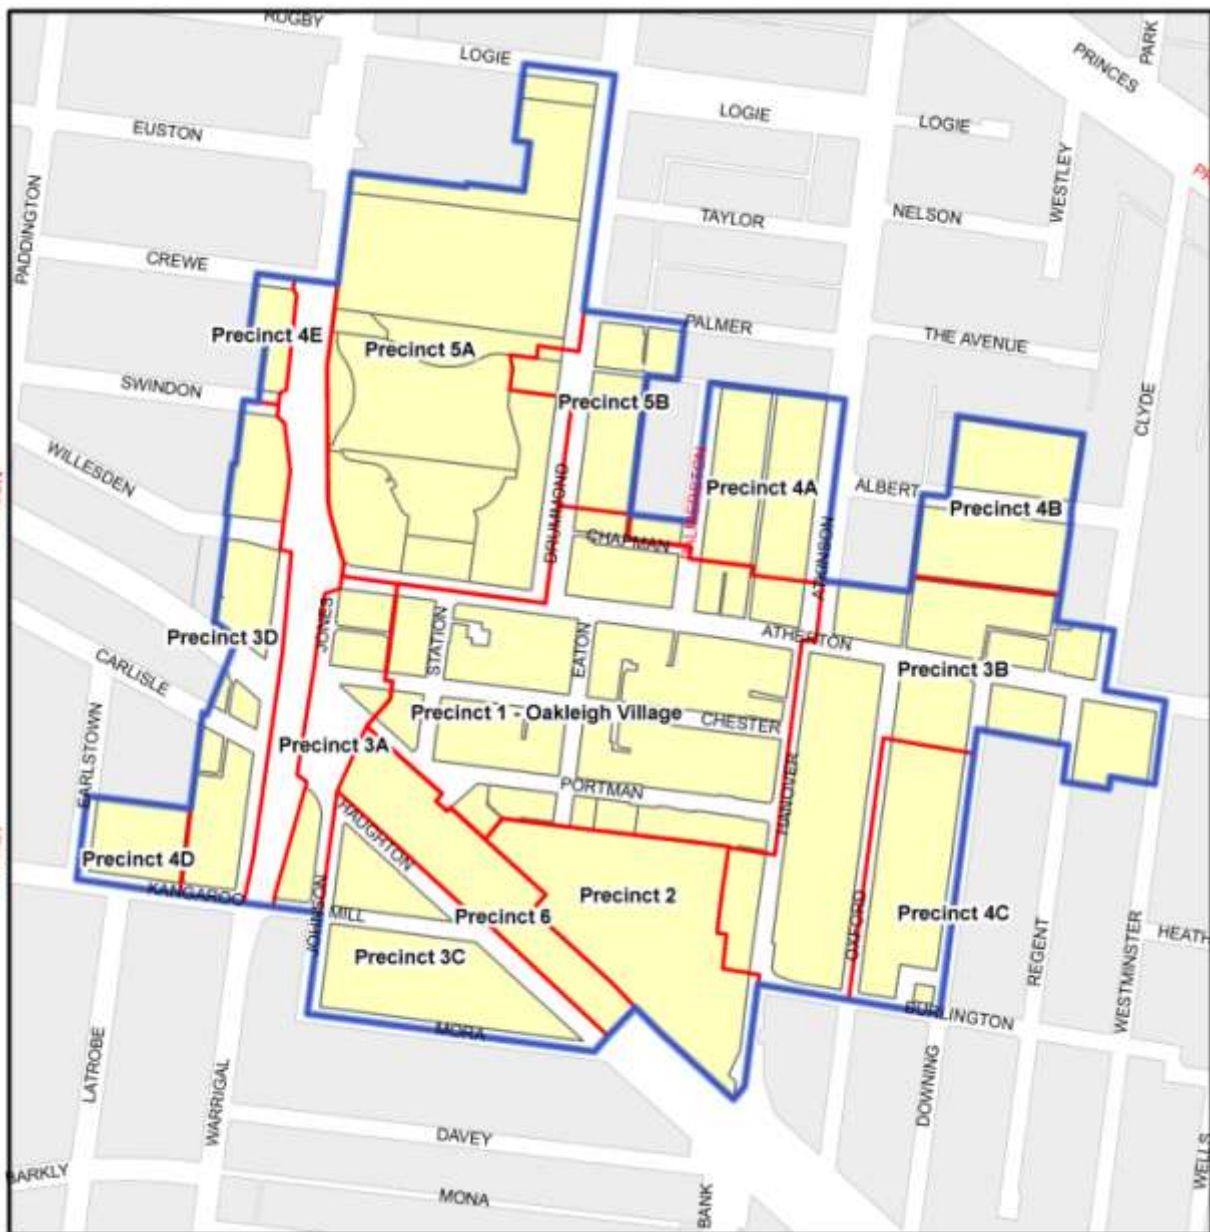 RUGBY
LOGIE
PRINCES
PARK
LOGIE
LOGIE
EUSTON
WESTLEY
PADDINGTON
TAYLOR
NELSON
CREWE
Precinct 4E
Precinct 5A
PALMER
THE AVENUE
SWINDON
Precinct 5B
CLYDE
WILLESDEN
DRUMMOND
Precinct 4A
ALBERT
Precinct 4B
CHAPMAN
ATKINSON
JONES
STATION
EATON
ATHERTON
Precinct 3D
CARLISLE
Precinct 3B
Precinct 1 - Oakleigh Village
CHESTER
EARLSTOWN
Precinct 3A
PORTMAN
HANOVER
HAUGHTON
Precinct 4D
KANGAROO
Precinct 2
JOHNSON
MILL
Precinct 6
OXFORD
Precinct 4C
REGENT
WESTMINSTER
HEATH
Precinct 3C
MORA
BURLINGTON
LATROBE
WARRIGAL
DOWNING
DAVEY
BARKLY
MONA
BANK
WELLS